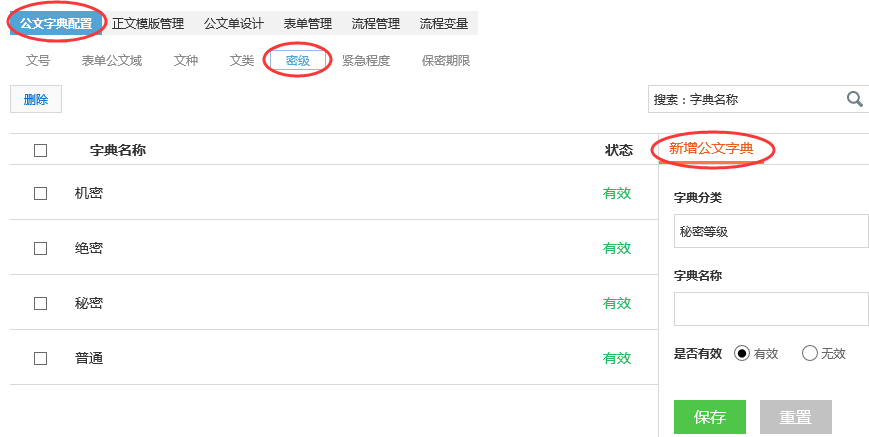 公文字典配置 正文模版管理 公文单设计 表单管理 流程管理 流程变量
文号 表单公文域 文种 文类 密级 紧急程度 保密期限
删除 搜索：字典名称
字典名称 状态 新增公文字典
机密 有效
字典分类
秘密等级
绝密 有效
字典名称
秘密 有效
是否有效 有效 无效
普通 有效
保存 重置